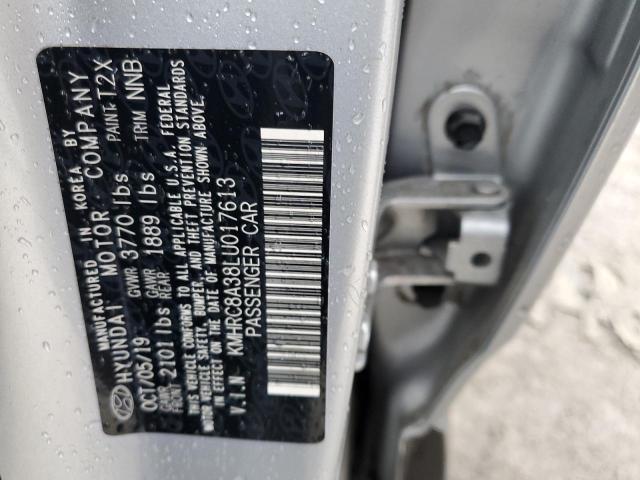 MANUFACTURED IN KOREA BY
HYUNDAI MOTOR COMPANY
OCT/05/19 GVWR 3770 lbs PAINT T2X
GAWR FRONT 2101 lbs GAWR REAR 1889 lbs TRIM NNB
THIS VEHICLE CONFORMS TO ALL APPLICABLE U.S.A. FEDERAL
MOTOR VEHICLE SAFETY, BUMPER, AND THEFT PREVENTION STANDARDS
IN EFFECT ON THE DATE OF MANUFACTURE SHOWN ABOVE.
V.I.N KMHRC8A38LU017613
PASSENGER CAR